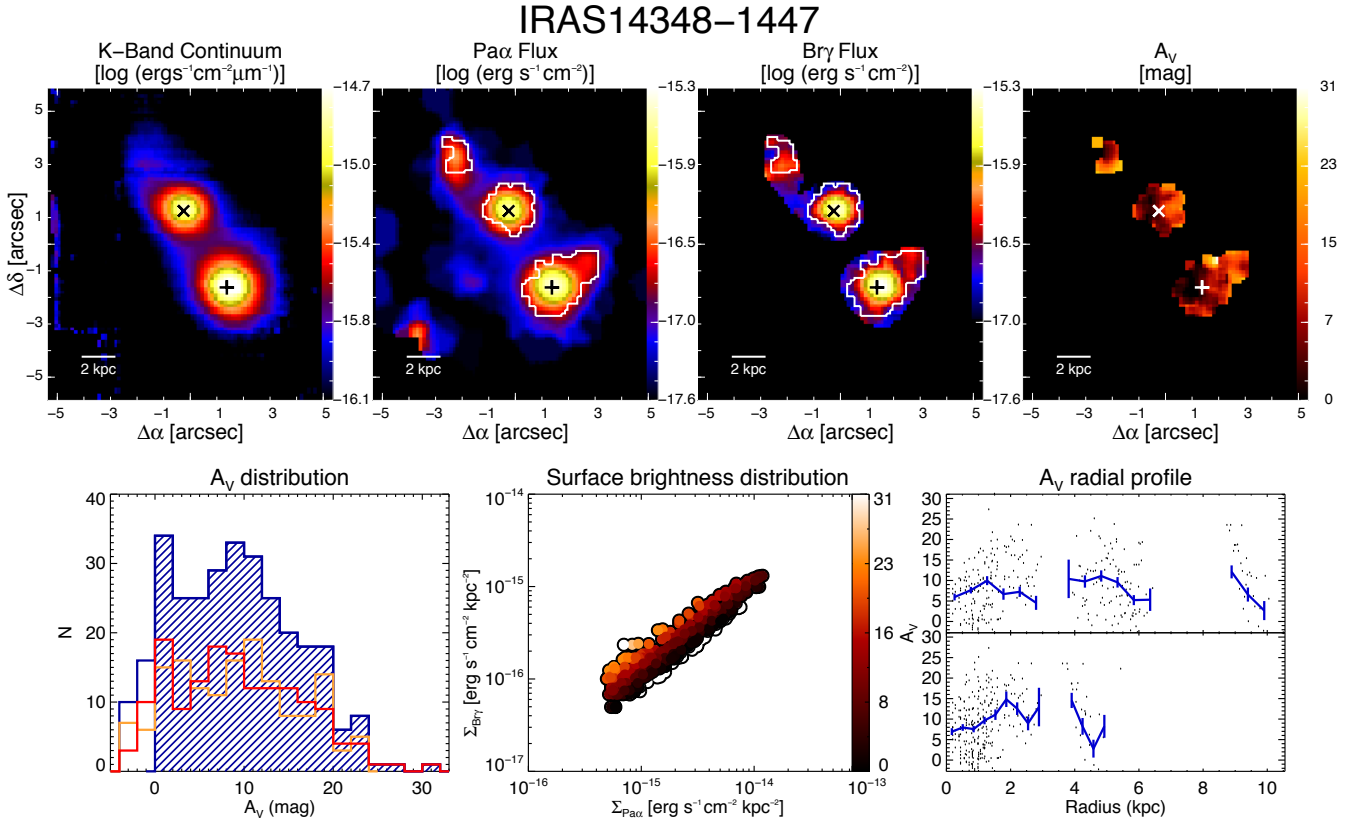 IRAS14348−1447
K-Band Continuum
[log (ergs⁻¹cm⁻²μm⁻¹)]
Paα Flux
[log (erg s⁻¹ cm⁻²)]
Brγ Flux
[log (erg s⁻¹ cm⁻²)]
A_V
[mag]
5
3
1
−1
−3
−5
Δδ [arcsec]
−14.7
−15.0
−15.4
−15.8
−16.1
−15.3
−15.9
−16.5
−17.0
−17.6
−15.3
−15.9
−16.5
−17.0
−17.6
31
23
15
7
0
2 kpc
2 kpc
2 kpc
2 kpc
−5 −3 −1 1 3 5
−5 −3 −1 1 3 5
−5 −3 −1 1 3 5
−5 −3 −1 1 3 5
Δα [arcsec]
Δα [arcsec]
Δα [arcsec]
Δα [arcsec]
A_V distribution
40
30
20
10
0
N
0 10 20 30
A_V (mag)
Surface brightness distribution
10⁻¹⁴
10⁻¹⁵
10⁻¹⁶
10⁻¹⁷
Σ_Brγ [erg s⁻¹ cm⁻² kpc⁻²]
31
23
16
8
0
10⁻¹⁶ 10⁻¹⁵ 10⁻¹⁴ 10⁻¹³
Σ_Paα [erg s⁻¹ cm⁻² kpc⁻²]
A_V radial profile
30
25
20
15
10
5
0
A_V
30
25
20
15
10
5
0
0 2 4 6 8 10
Radius (kpc)